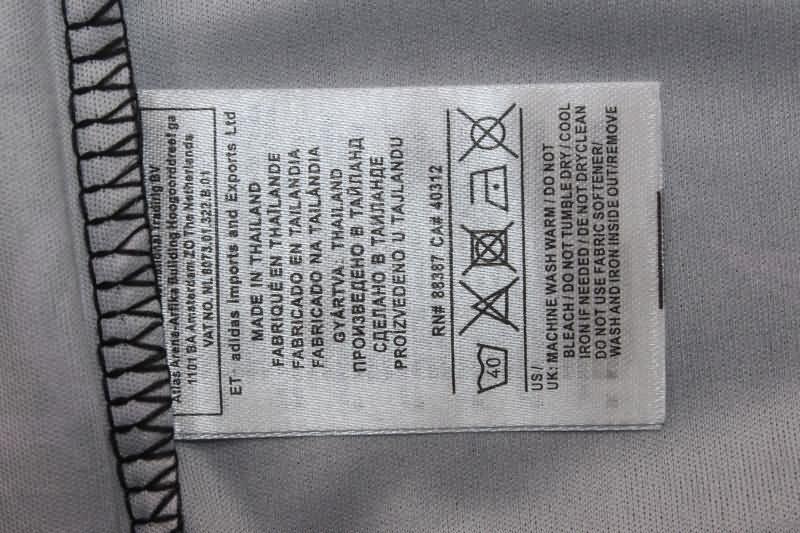 Atlas Arena-Afrika Building Hoogoorddreef ga
1101 BA Amsterdam ZO The Netherlands
VAT NO. NL 8073.01.322.B.01
ET· adidas Imports and Exports Ltd
MADE IN THAILAND
FABRIQUÉ EN THAÏLANDE
FABRICADO EN TAILANDIA
FABRICADO NA TAILÂNDIA
GYÁRTVA. THAILAND
ПРОИЗВЕДЕНО В ТАЙЛАНД
СДЕЛАНО В ТАИЛАНДЕ
PROIZVEDENO U TAJLANDU
RN# 88387 CA# 40312
40
US/
UK: MACHINE WASH WARM / DO NOT
BLEACH / DO NOT TUMBLE DRY / COOL
IRON IF NEEDED / DE NOT DRYCLEAN
DO NOT USE FABRIC SOFTENER/
WASH AND IRON INSIDE OUT/REMOVE